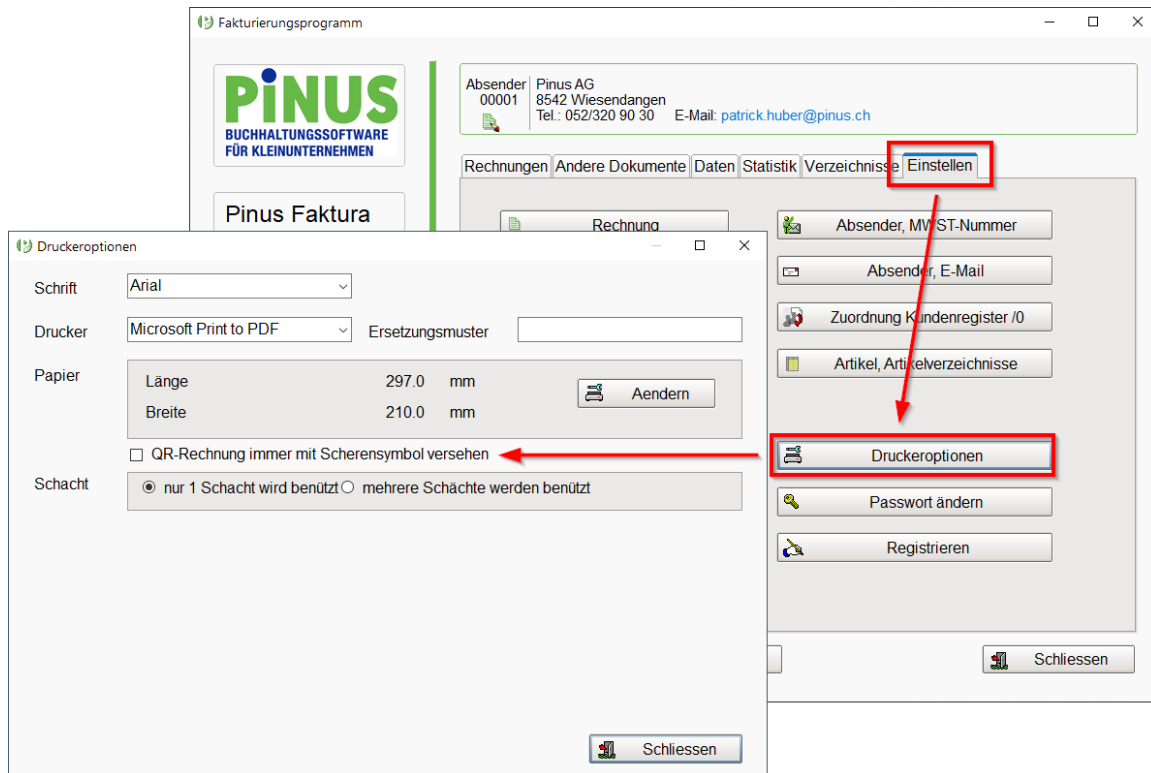 Fakturierungsprogramm
PiNUS
BUCHHALTUNGSSOFTWARE
FÜR KLEINUNTERNEHMEN
Pinus Faktura
Absender
00001
Pinus AG
8542 Wiesendangen
Tel.: 052/320 90 30 E-Mail: patrick.huber@pinus.ch
Rechnungen Andere Dokumente Daten Statistik Verzeichnisse Einstellen
Rechnung
Absender, MWST-Nummer
Absender, E-Mail
Zuordnung Kundenregister /0
Artikel, Artikelverzeichnisse
Druckeroptionen
Passwort ändern
Registrieren
Schliessen
Druckeroptionen
Schrift Arial
Drucker Microsoft Print to PDF Ersetzungsmuster
Papier
Länge 297.0 mm
Breite 210.0 mm
Aendern
QR-Rechnung immer mit Scherensymbol versehen
Schacht nur 1 Schacht wird benützt mehrere Schächte werden benützt
Schliessen